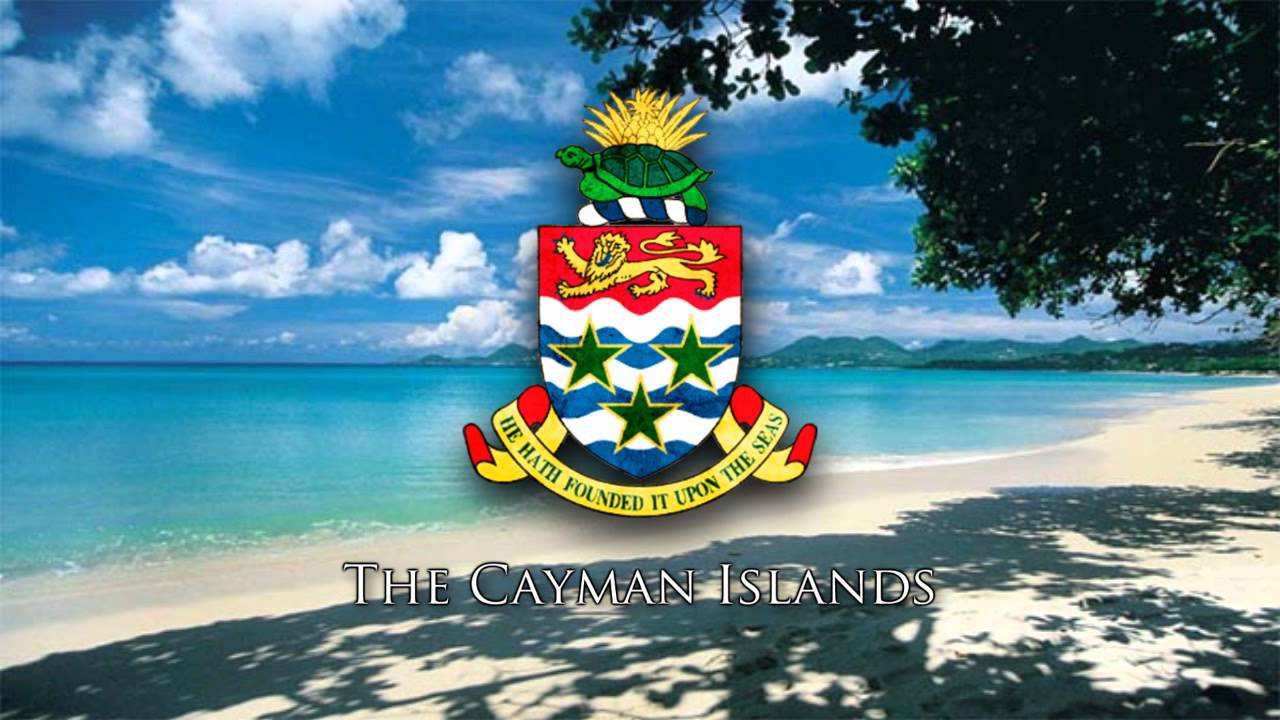 HE HATH FOUNDED IT UPON THE SEAS
THE CAYMAN ISLANDS